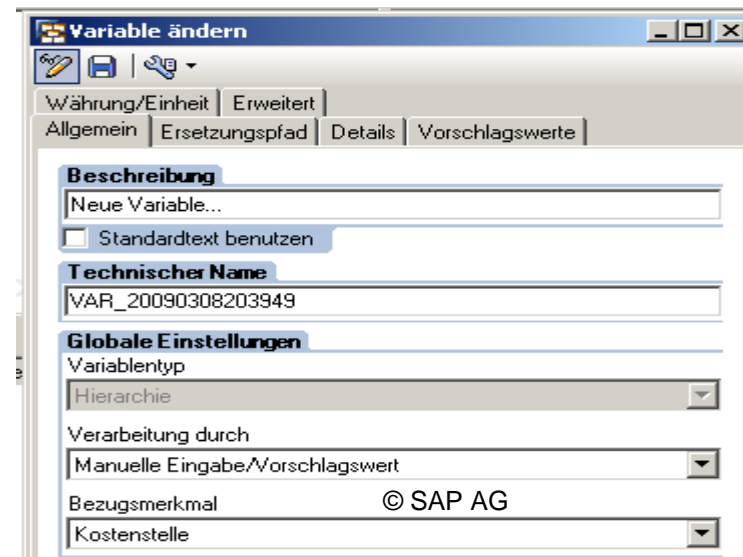 Variable ändern
Währung/Einheit Erweitert
Allgemein Ersetzungspfad Details Vorschlagswerte
Beschreibung
Neue Variable...
Standardtext benutzen
Technischer Name
VAR_20090308203949
Globale Einstellungen
Variablentyp
Hierarchie
Verarbeitung durch
Manuelle Eingabe/Vorschlagswert
Bezugsmerkmal © SAP AG
Kostenstelle